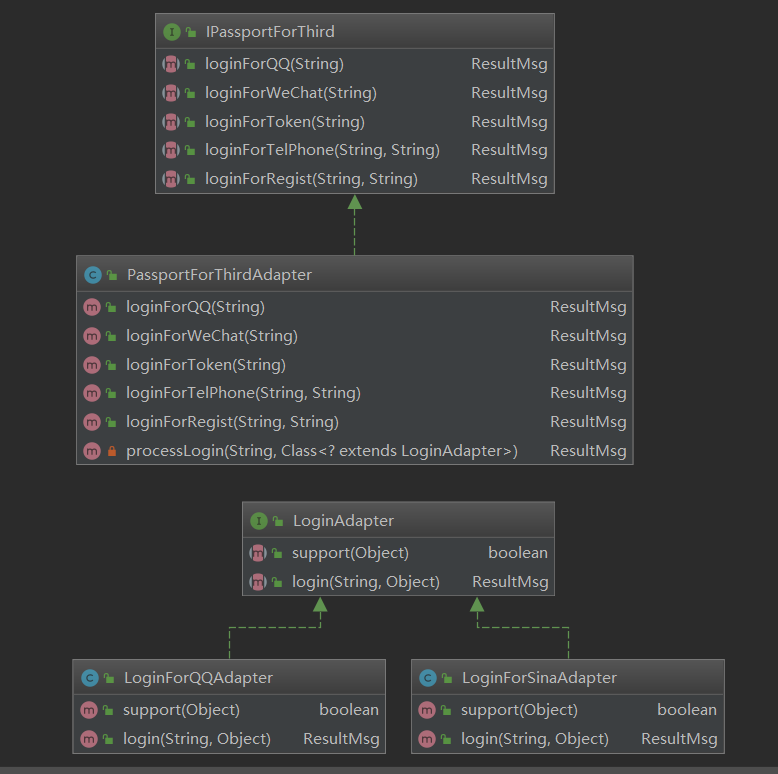 IPassportForThird
loginForQQ(String) ResultMsg
loginForWeChat(String) ResultMsg
loginForToken(String) ResultMsg
loginForTelPhone(String, String) ResultMsg
loginForRegist(String, String) ResultMsg
PassportForThirdAdapter
loginForQQ(String) ResultMsg
loginForWeChat(String) ResultMsg
loginForToken(String) ResultMsg
loginForTelPhone(String, String) ResultMsg
loginForRegist(String, String) ResultMsg
processLogin(String, Class<? extends LoginAdapter>) ResultMsg
LoginAdapter
support(Object) boolean
login(String, Object) ResultMsg
LoginForQQAdapter
support(Object) boolean
login(String, Object) ResultMsg
LoginForSinaAdapter
support(Object) boolean
login(String, Object) ResultMsg